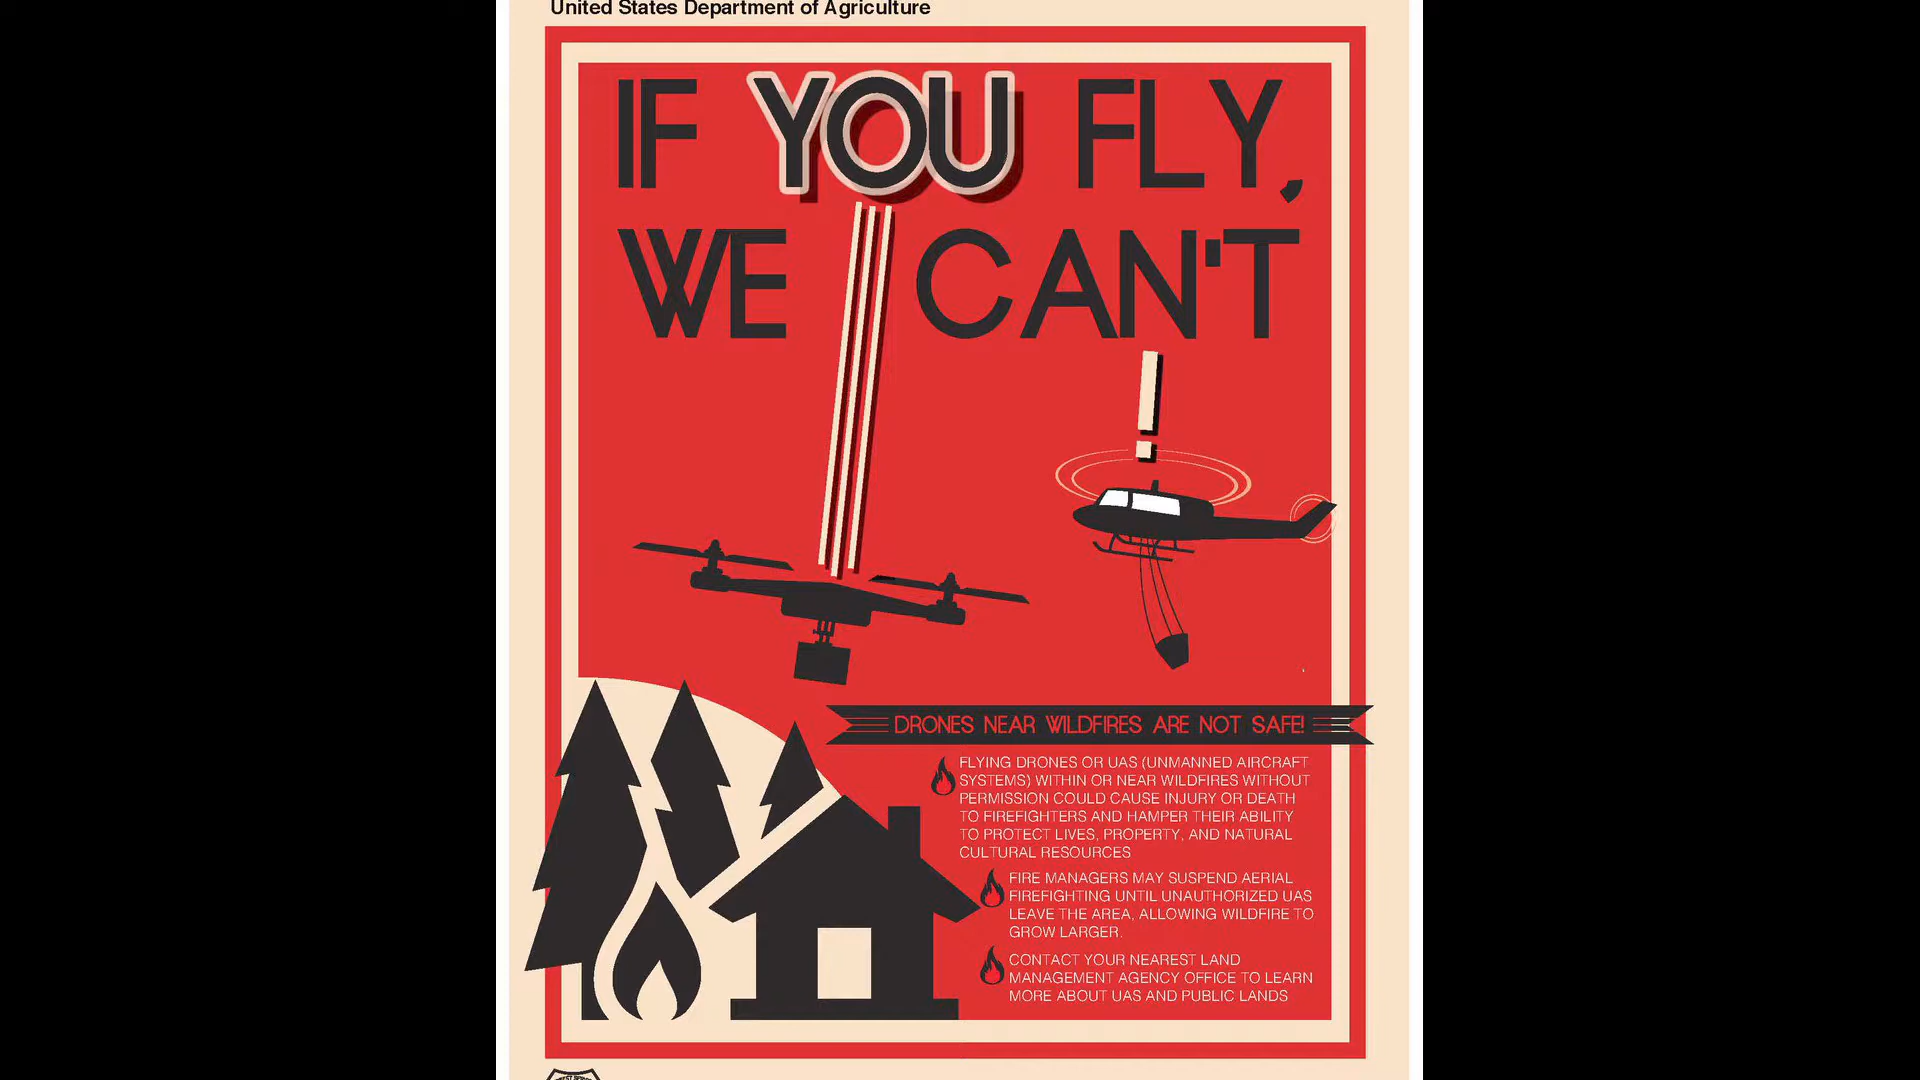 United States Department of Agriculture
IF YOU FLY,
WE CAN'T
DRONES NEAR WILDFIRES ARE NOT SAFE!
FLYING DRONES OR UAS (UNMANNED AIRCRAFT
SYSTEMS) WITHIN OR NEAR WILDFIRES WITHOUT
PERMISSION COULD CAUSE INJURY OR DEATH
TO FIREFIGHTERS AND HAMPER THEIR ABILITY
TO PROTECT LIVES, PROPERTY, AND NATURAL
CULTURAL RESOURCES
FIRE MANAGERS MAY SUSPEND AERIAL
FIREFIGHTING UNTIL UNAUTHORIZED UAS
LEAVE THE AREA, ALLOWING WILDFIRE TO
GROW LARGER.
CONTACT YOUR NEAREST LAND
MANAGEMENT AGENCY OFFICE TO LEARN
MORE ABOUT UAS AND PUBLIC LANDS